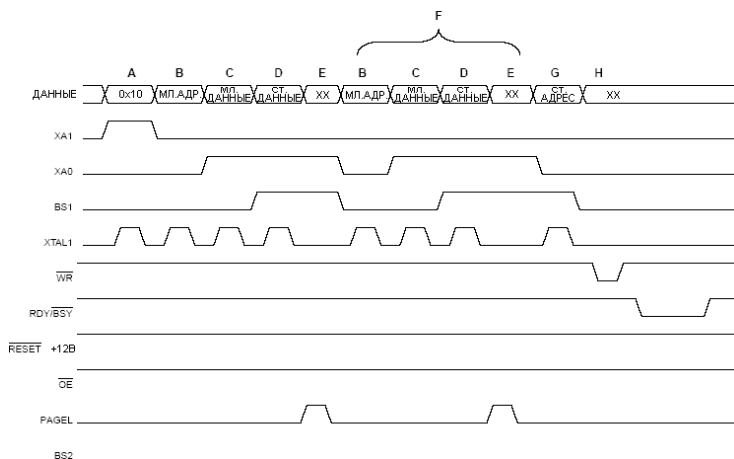 F
A B C D E B C D E G H
ДАННЫЕ 0x10 МЛ.АДР. МЛ. ДАННЫЕ СТ. ДАННЫЕ XX МЛ.АДР. МЛ. ДАННЫЕ СТ. ДАННЫЕ XX СТ. АДРЕС XX
XA1
XA0
BS1
XTAL1
WR
RDY/BSY
RESET +12В
OE
PAGEL
BS2